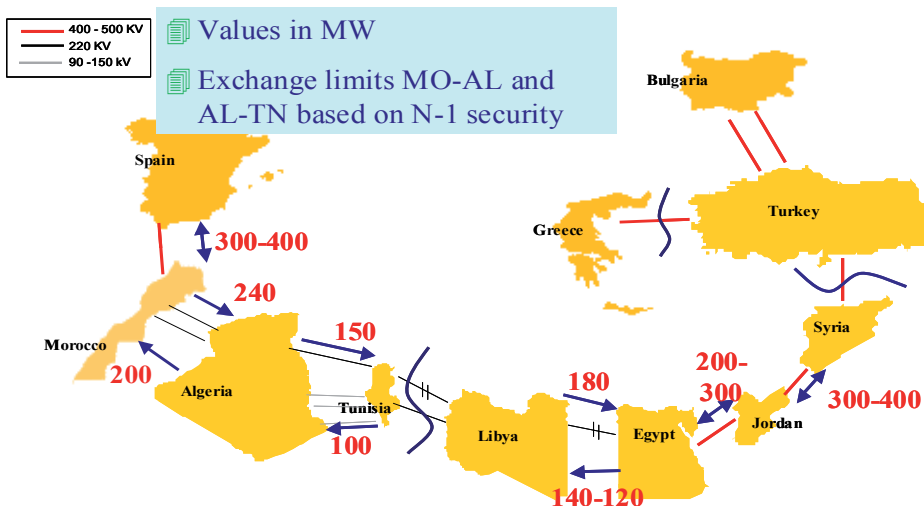 400 - 500 KV
220 KV
90 -150 kV
Values in MW
Exchange limits MO-AL and
AL-TN based on N-1 security
Bulgaria
Spain
Turkey
Greece
300-400
240
Morocco
150
Syria
200
Algeria
200-
300
180
Tunisia
300-400
Jordan
Libya
Egypt
100
140-120